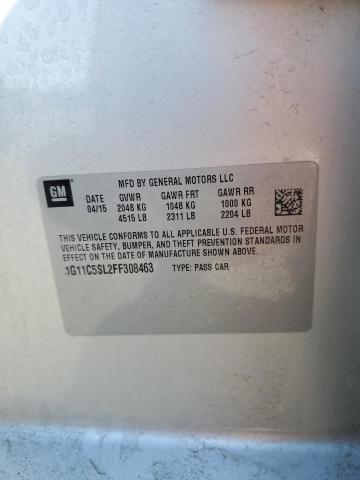 GM
MFD BY GENERAL MOTORS LLC
DATE GVWR GAWR FRT GAWR RR
04/15 2048 KG 1048 KG 1000 KG
4515 LB 2311 LB 2204 LB
THIS VEHICLE CONFORMS TO ALL APPLICABLE U.S. FEDERAL MOTOR
VEHICLE SAFETY, BUMPER, AND THEFT PREVENTION STANDARDS
IN EFFECT ON THE DATE OF MANUFACTURE SHOWN ABOVE.
1G11C5SL2FF308463 TYPE: PASS CAR